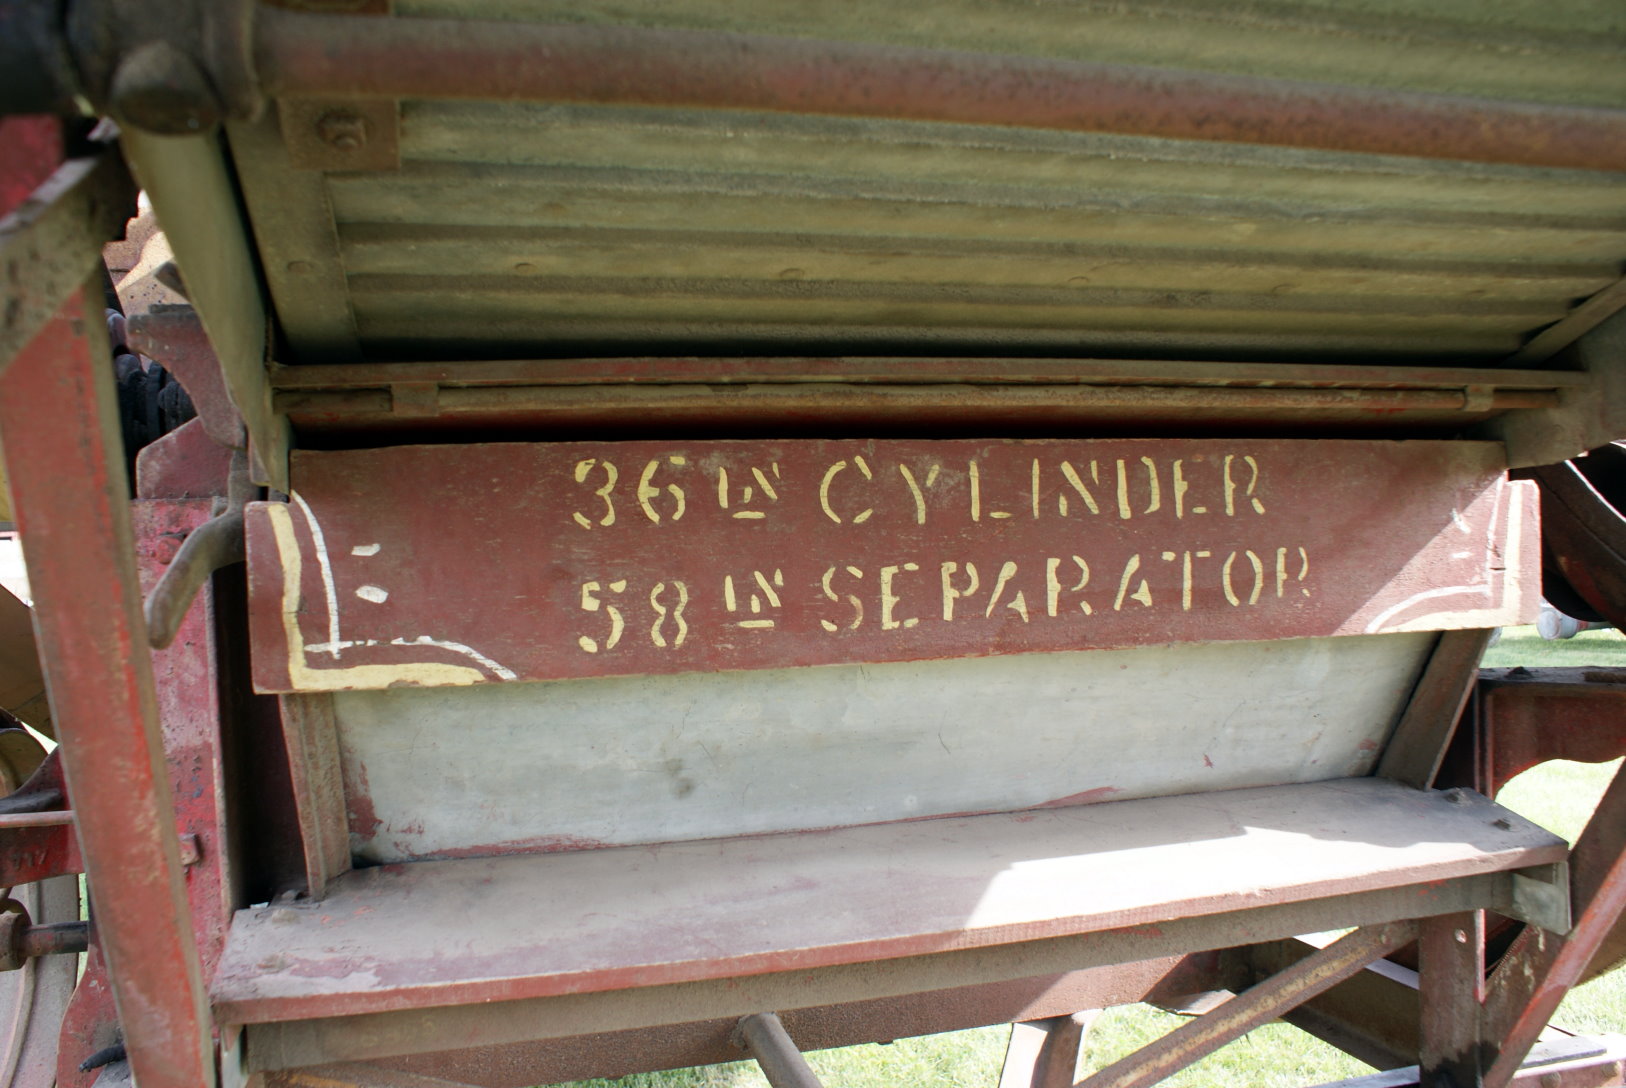 36 IN CYLINDER
58 IN SEPARATOR